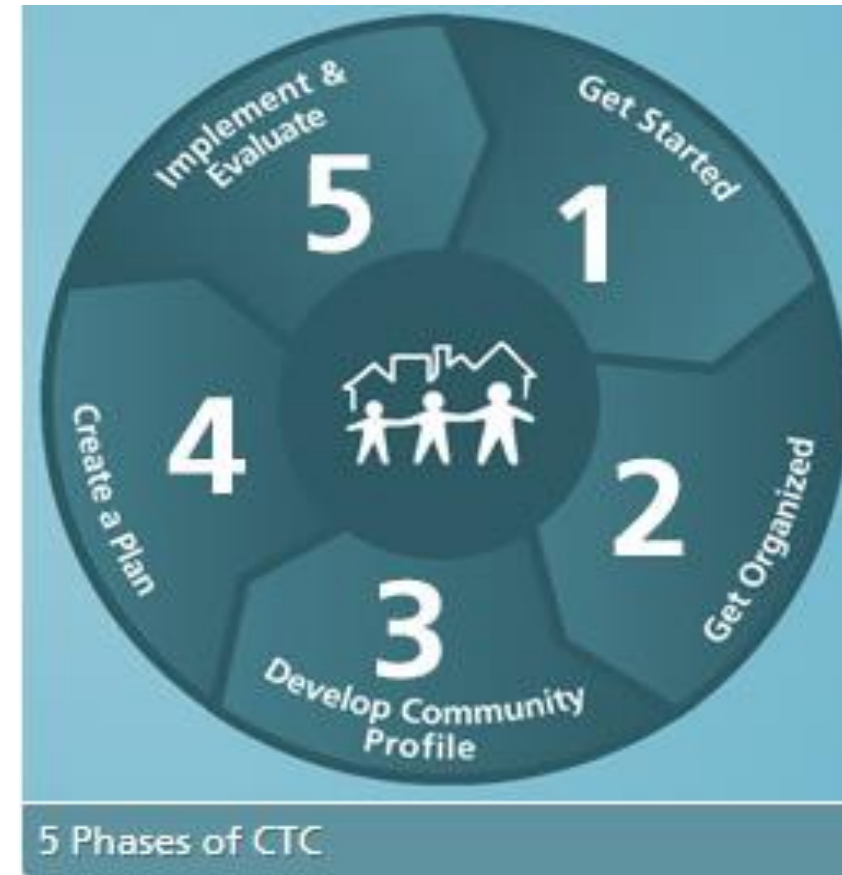 Get Started
1
2
Get Organized
3
Develop Community
Profile
4
Create a Plan
Implement &
Evaluate
5
5 Phases of CTC